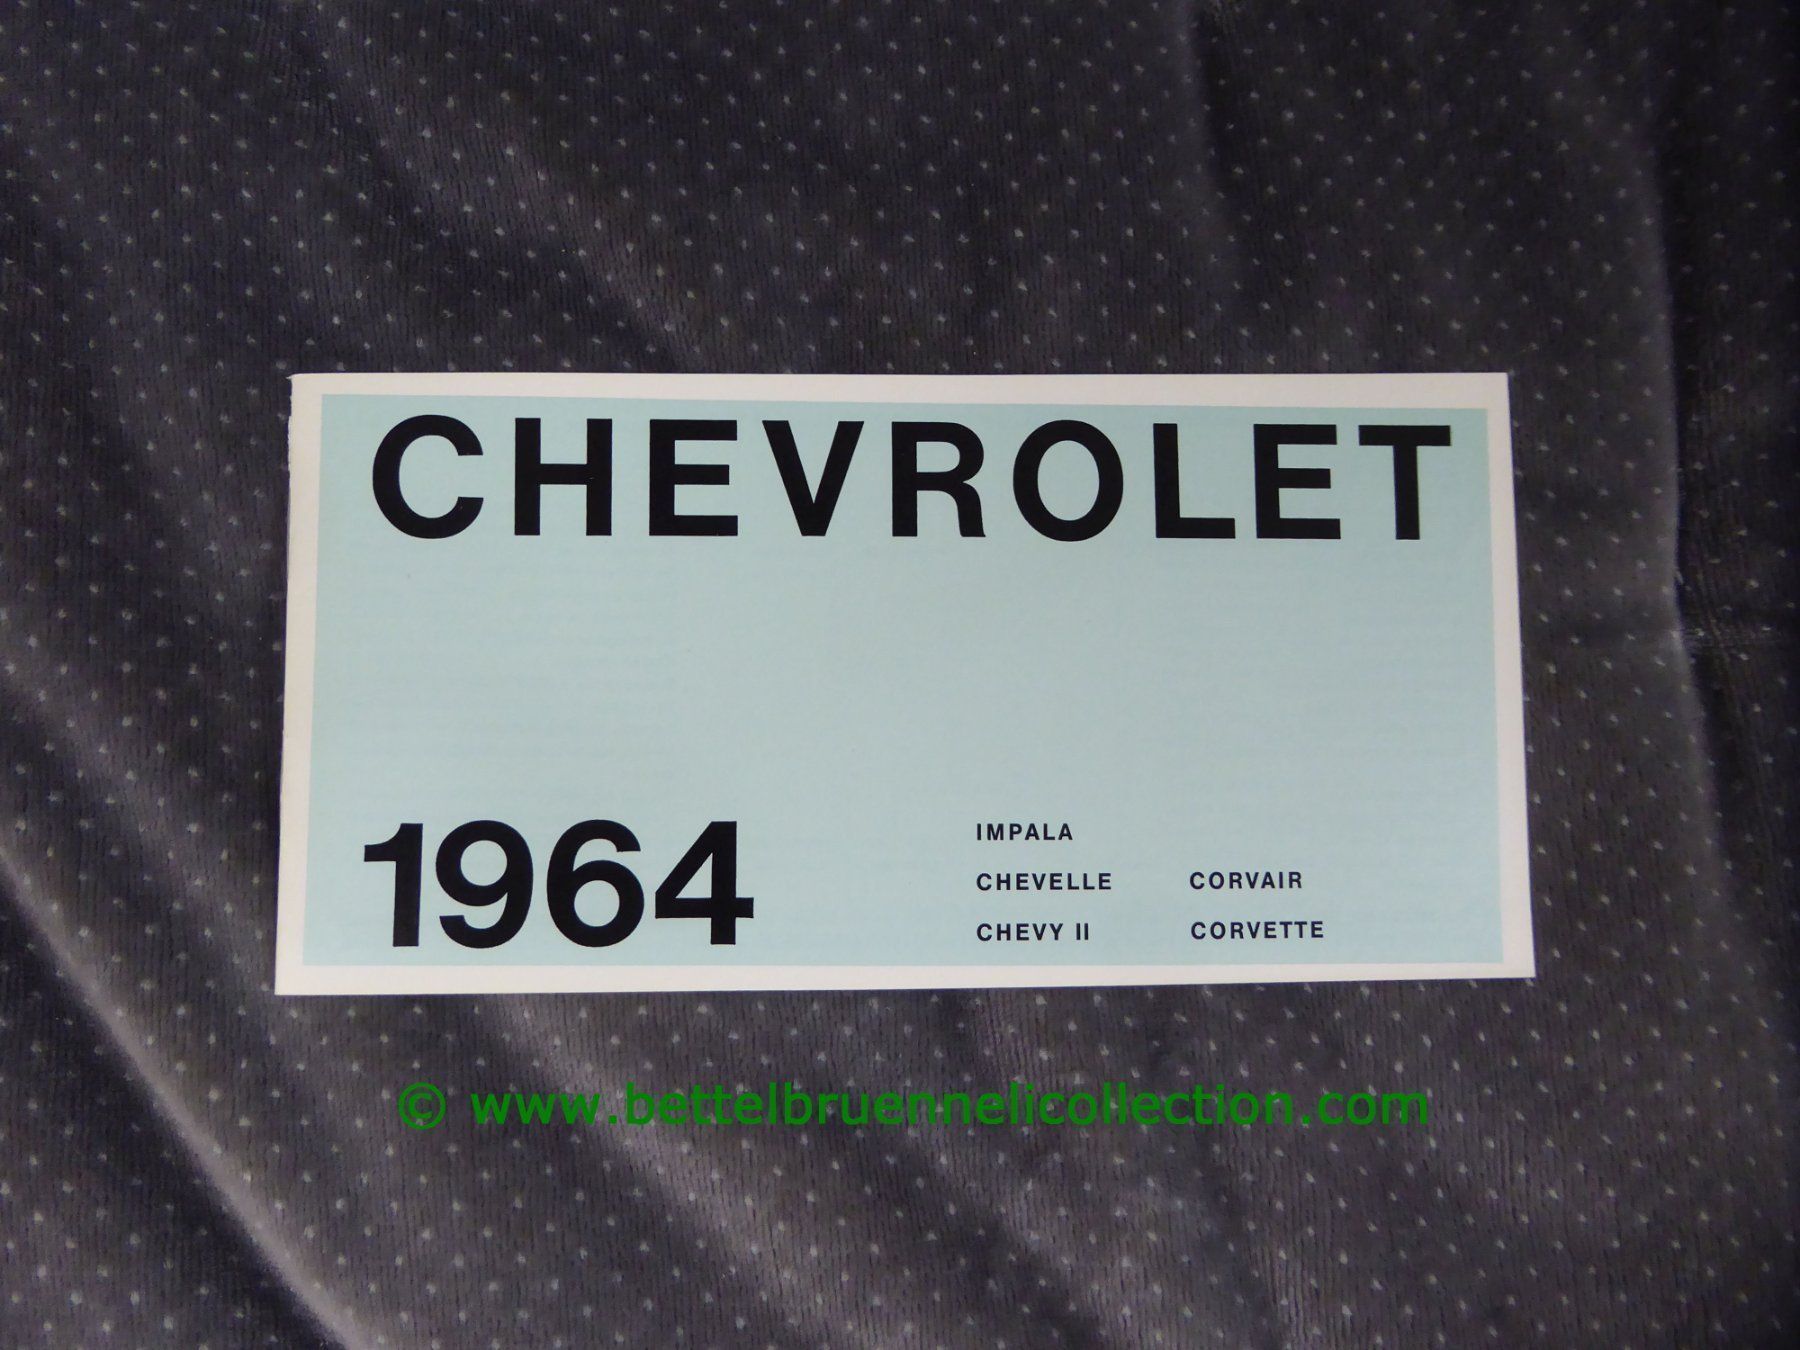 CHEVROLET
1964
IMPALA
CHEVELLE CORVAIR
CHEVY II CORVETTE
© www.bettelbruennelicollection.com